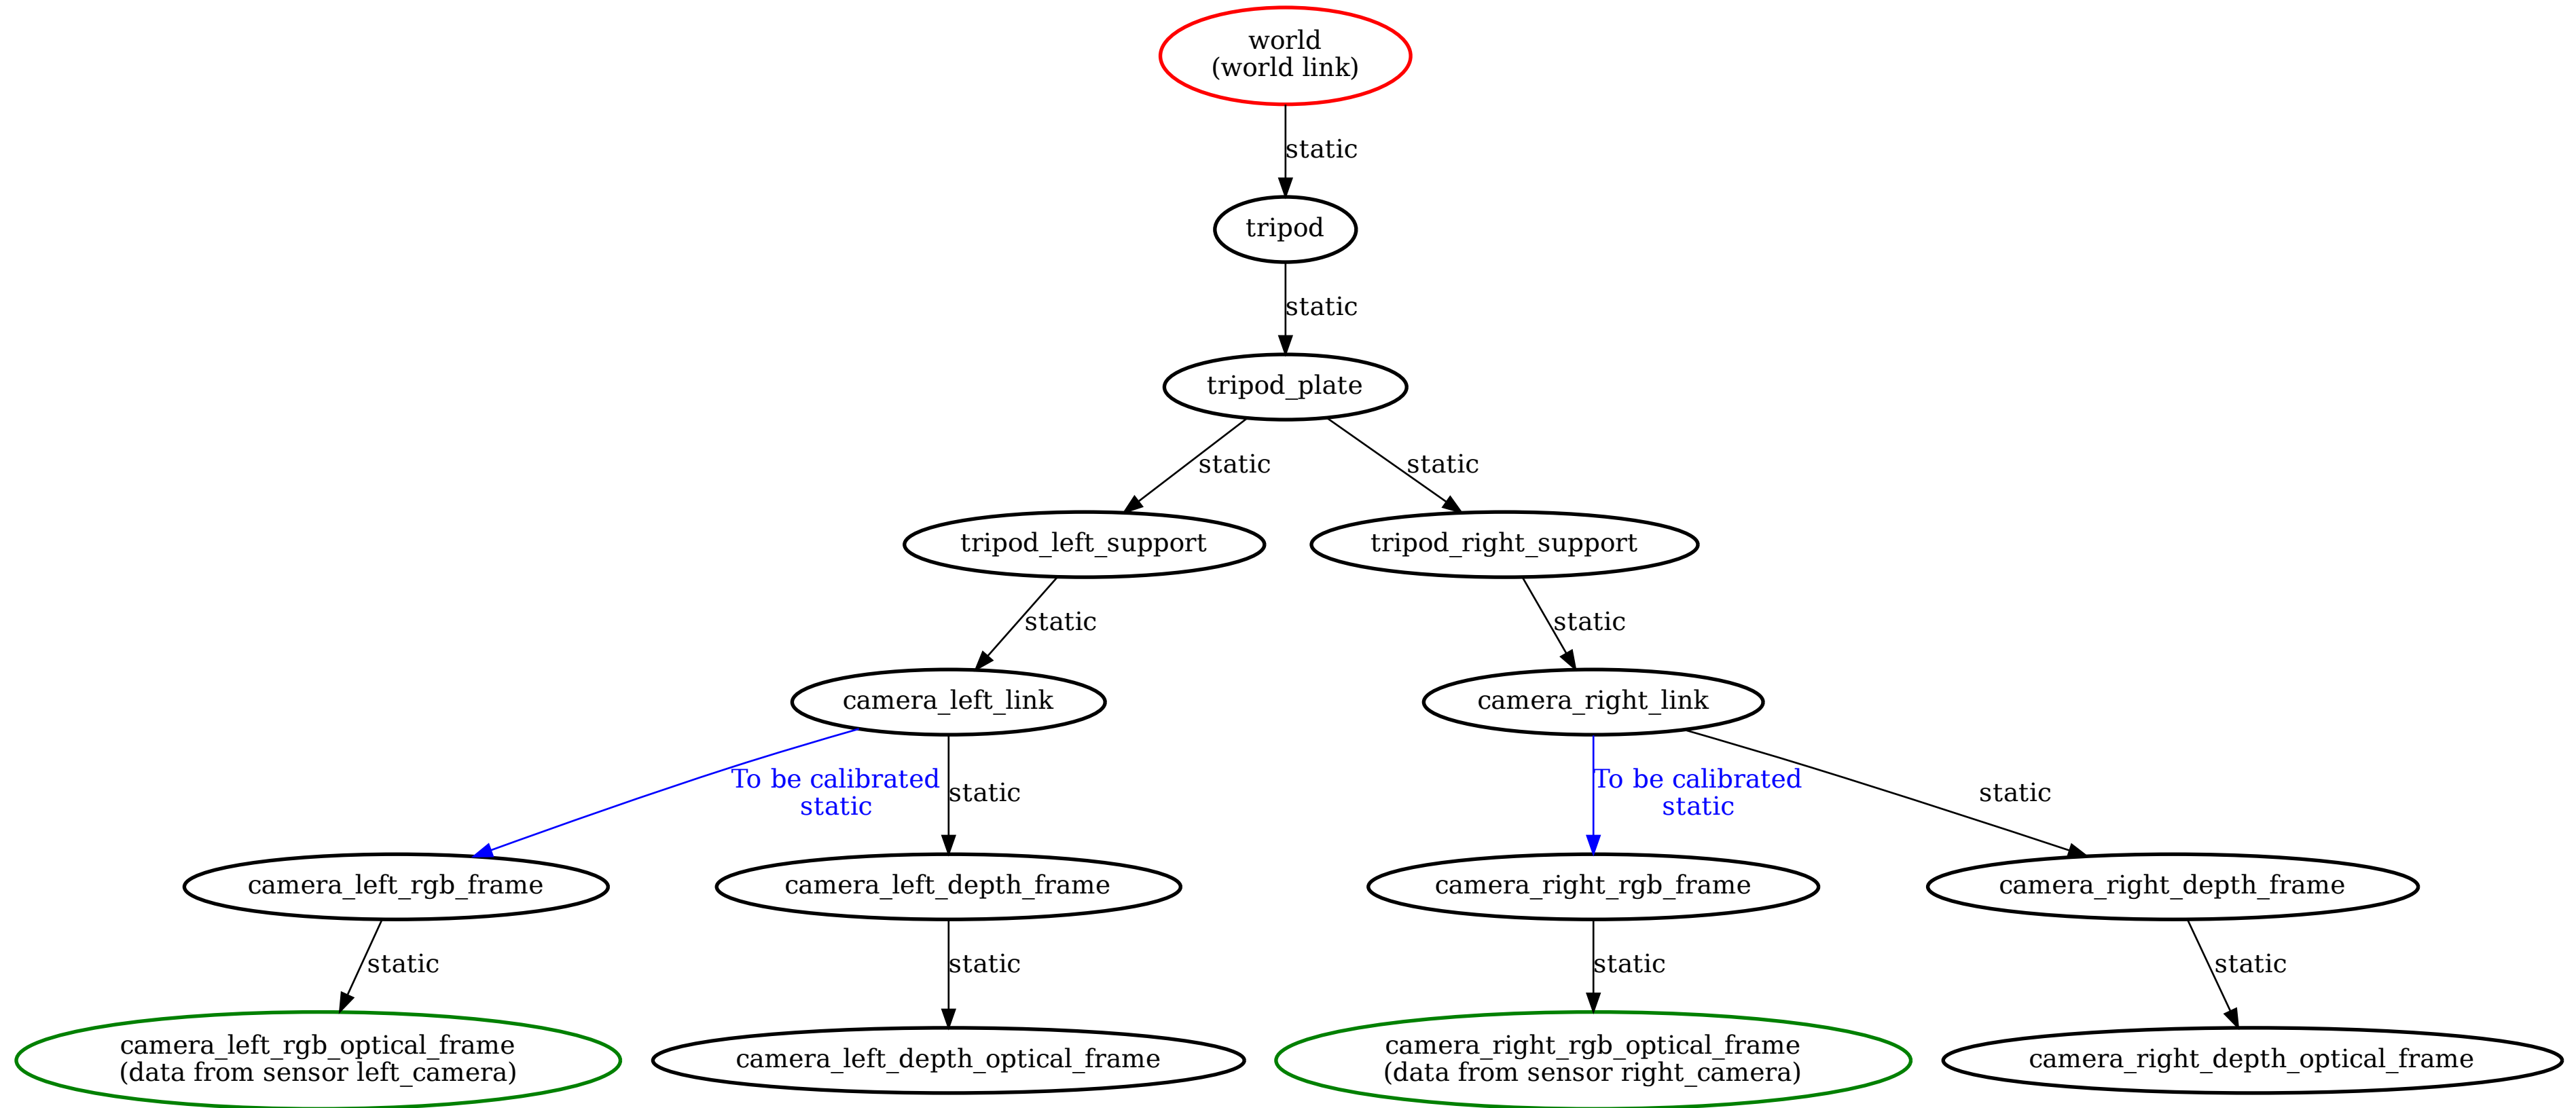 world
(world link)
static
tripod
static
tripod_plate
static
static
tripod_left_support
tripod_right_support
static
static
camera_left_link
camera_right_link
To be calibrated
static
static
To be calibrated
static
static
camera_left_rgb_frame
camera_left_depth_frame
camera_right_rgb_frame
camera_right_depth_frame
static
static
static
static
camera_left_rgb_optical_frame
(data from sensor left_camera)
camera_left_depth_optical_frame
camera_right_rgb_optical_frame
(data from sensor right_camera)
camera_right_depth_optical_frame